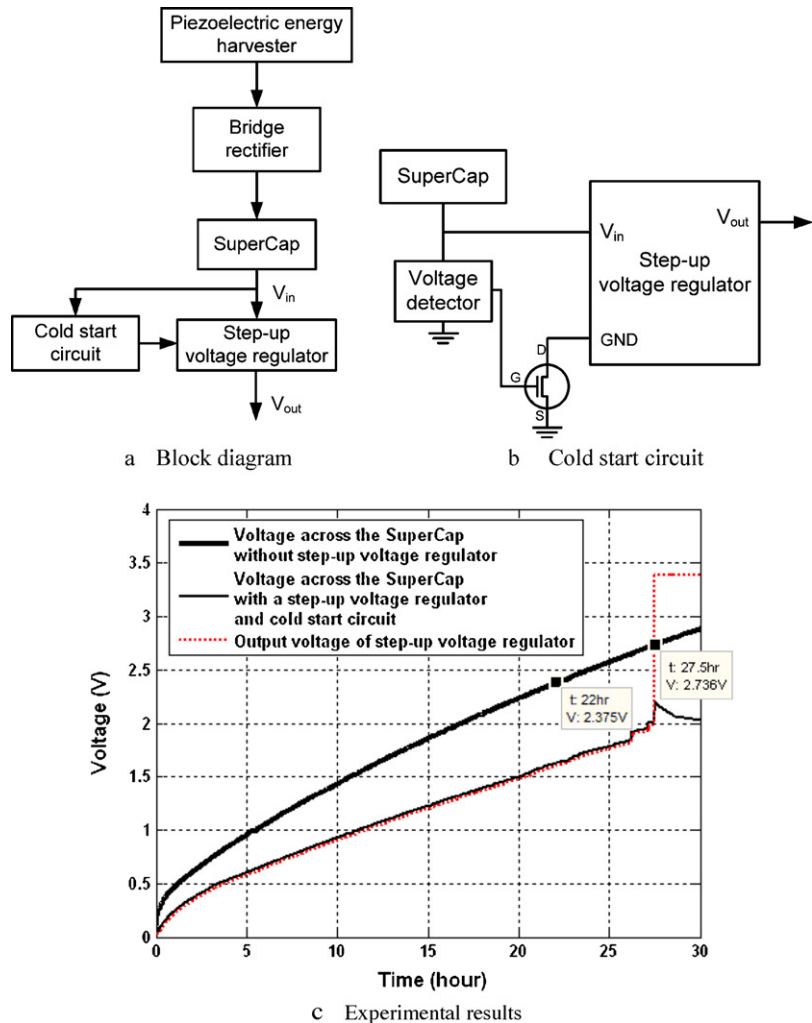 Piezoelectric energy
harvester
Bridge
rectifier
SuperCap
V_in
Cold start
circuit
Step-up
voltage regulator
V_out
a Block diagram
SuperCap
V_in
V_out
Step-up
voltage regulator
Voltage
detector
GND
D
G
S
b Cold start circuit
4
3.5
3
2.5
2
1.5
1
0.5
0
Voltage (V)
Voltage across the SuperCap
without step-up voltage regulator
Voltage across the SuperCap
with a step-up voltage regulator
and cold start circuit
Output voltage of step-up voltage regulator
t: 27.5hr
V: 2.736V
t: 22hr
V: 2.375V
0 5 10 15 20 25 30
Time (hour)
c Experimental results